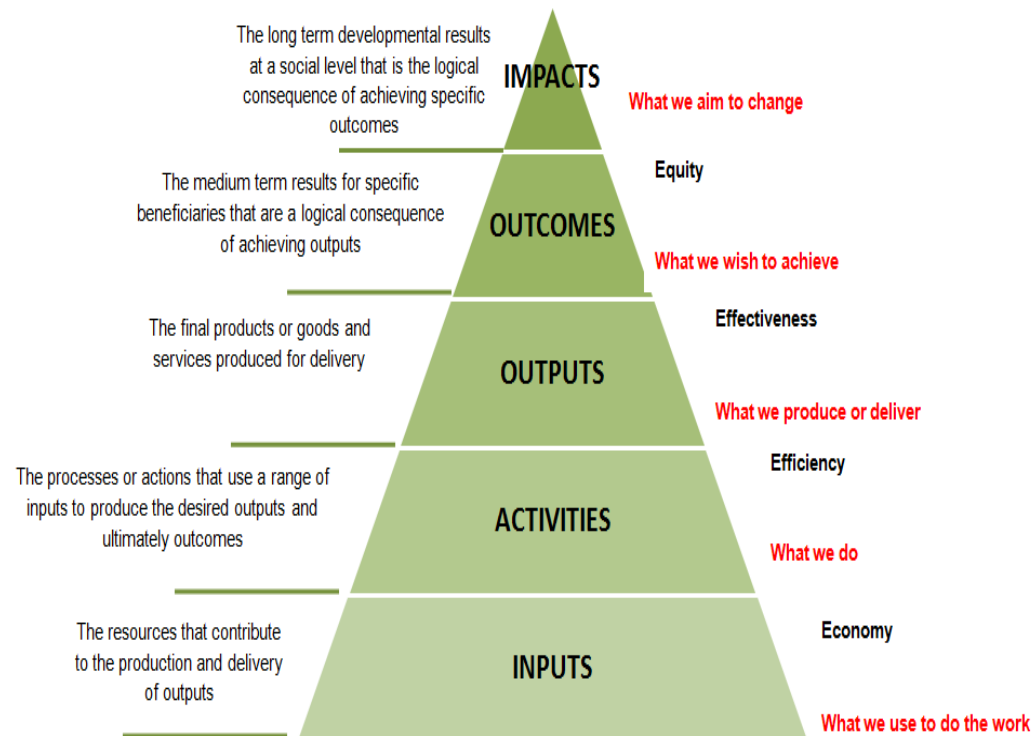 The long term developmental results
at a social level that is the logical
consequence of achieving specific
outcomes
IMPACTS
What we aim to change
The medium term results for specific
beneficiaries that are a logical consequence
of achieving outputs
OUTCOMES
Equity
What we wish to achieve
The final products or goods and
services produced for delivery
OUTPUTS
Effectiveness
What we produce or deliver
The processes or actions that use a range of
inputs to produce the desired outputs and
ultimately outcomes
ACTIVITIES
Efficiency
What we do
The resources that contribute
to the production and delivery
of outputs
INPUTS
Economy
What we use to do the work